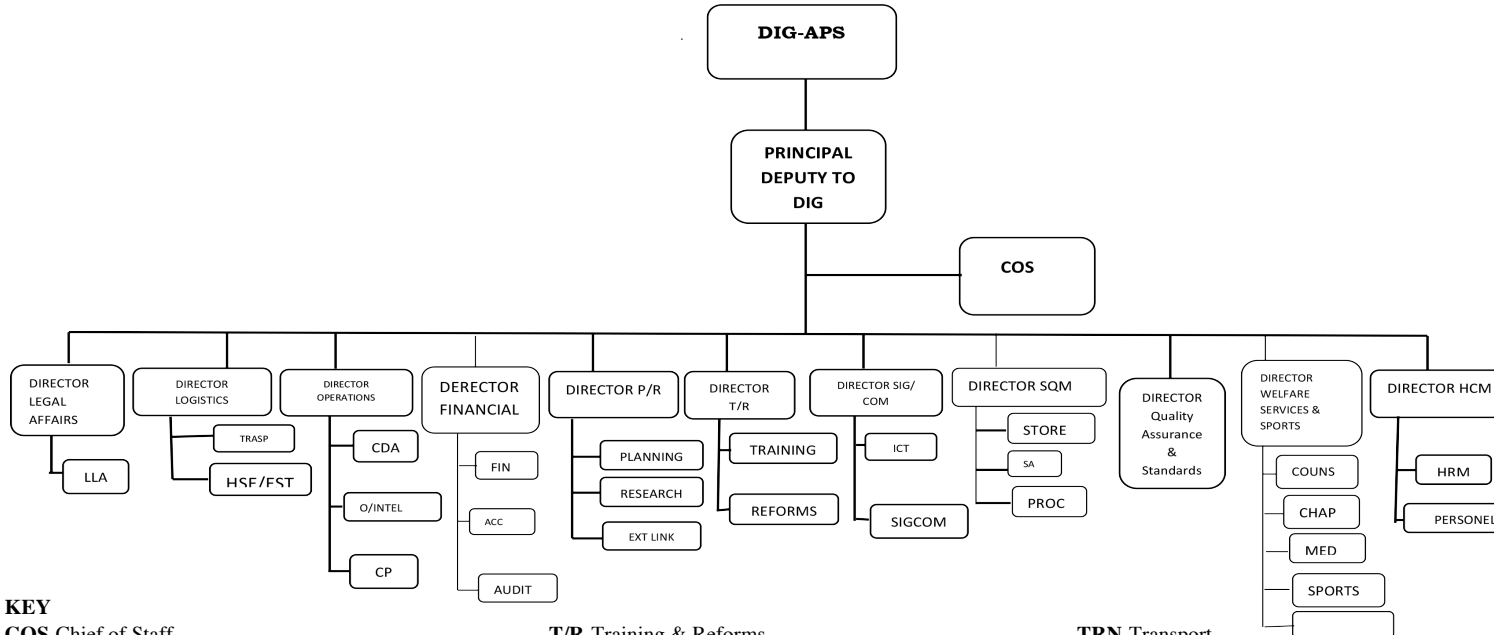 DIG-APS
PRINCIPAL
DEPUTY TO
DIG
COS
DIRECTOR
LEGAL
AFFAIRS
LLA
DIRECTOR
LOGISTICS
TRASP
HSE/EST
DIRECTOR
OPERATIONS
CDA
O/INTEL
CP
DERECTOR
FINANCIAL
FIN
ACC
AUDIT
DIRECTOR P/R
PLANNING
RESEARCH
EXT LINK
DIRECTOR
T/R
TRAINING
REFORMS
DIRECTOR SIG/
COM
ICT
SIGCOM
DIRECTOR SQM
STORE
SA
PROC
DIRECTOR
Quality
Assurance
&
Standards
DIRECTOR
WELFARE
SERVICES &
SPORTS
COUNS
CHAP
MED
SPORTS
DIRECTOR HCM
HRM
PERSONEL
KEY
COS Chief of Staff
T/R Training & Reforms
TRN Transport